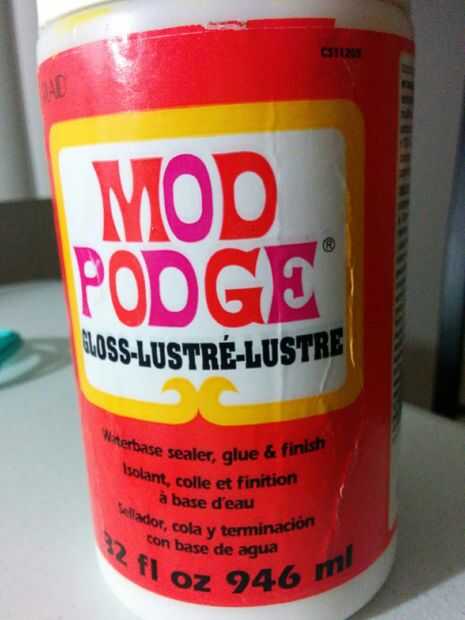 MOD
PODGE®
GLOSS-LUSTRÉ-LUSTRE
Waterbase sealer, glue & finish
Isolant, colle et finition
à base d'eau
Sellador, cola y terminación
con base de agua
32 fl oz 946 ml